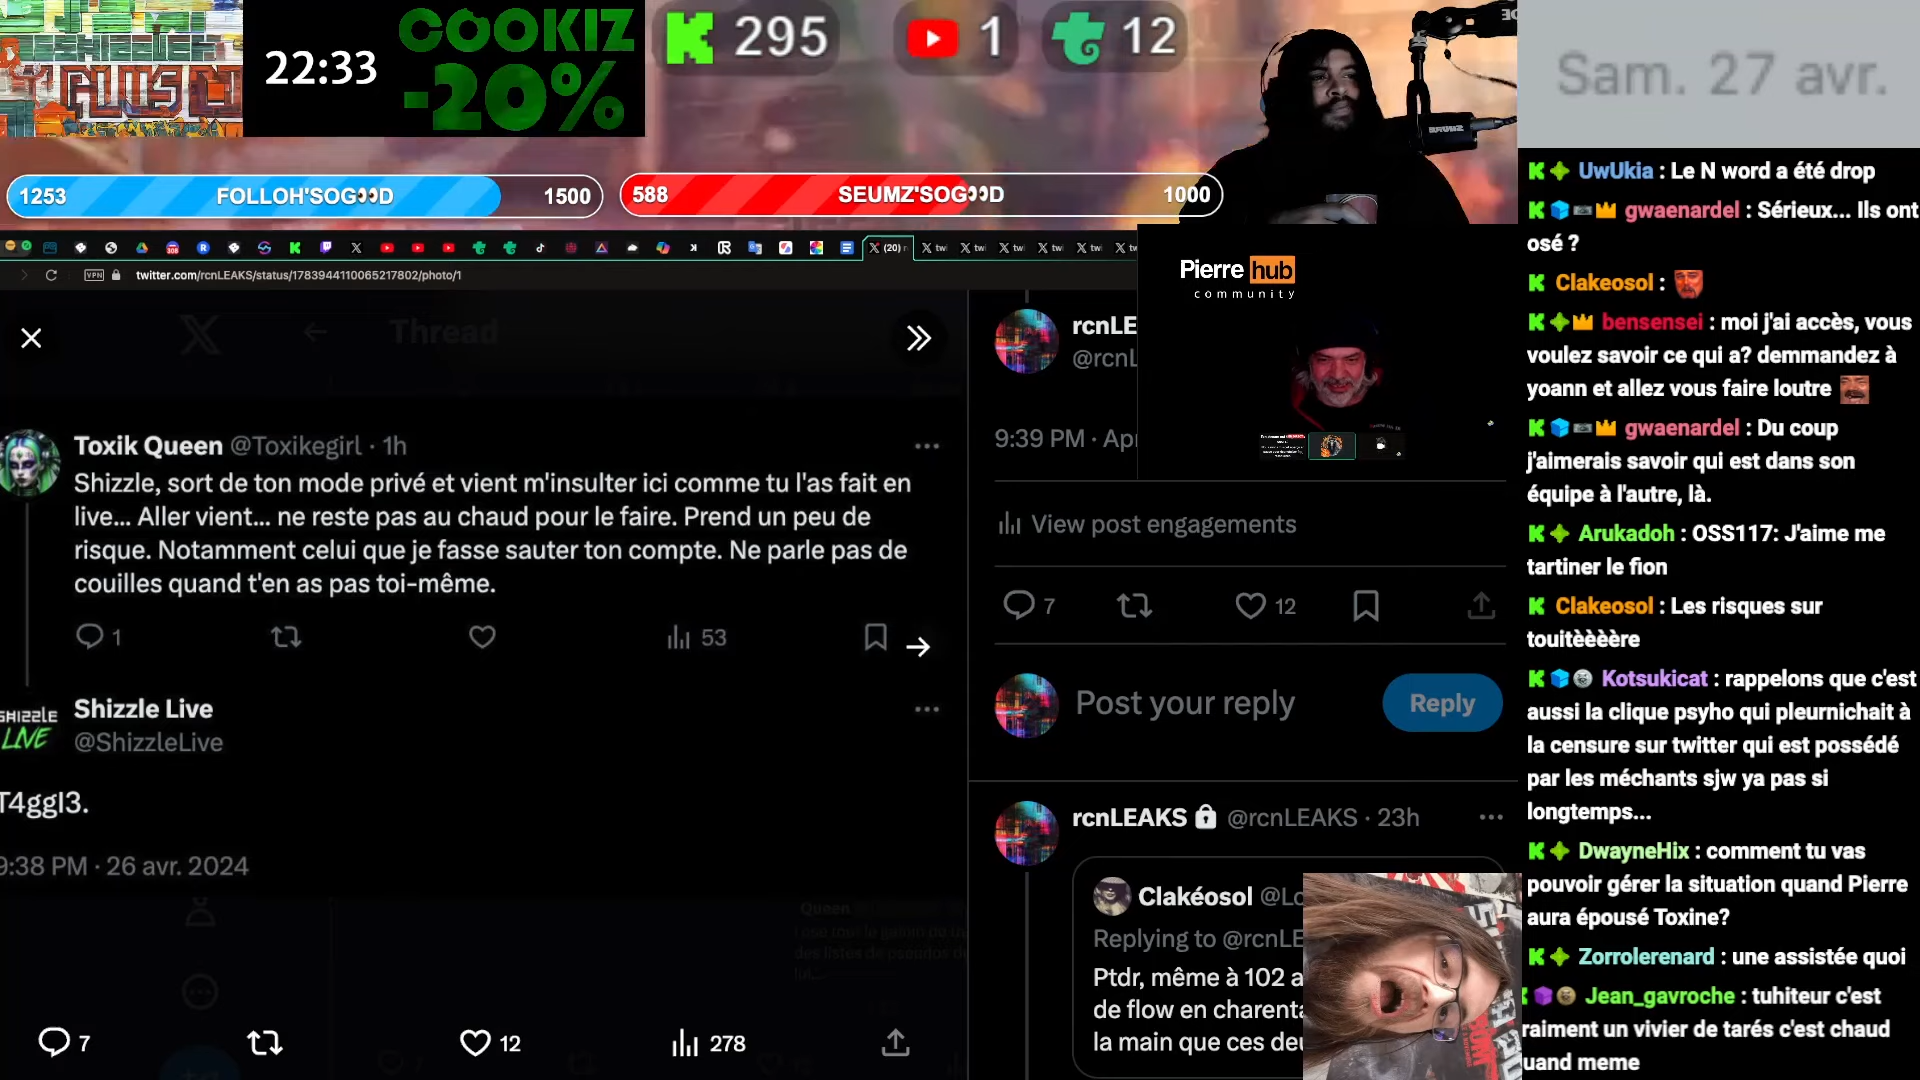 22:33
COOKIZ
-20%
295
1
12
Sam. 27 avr.
1253
FOLLOH'SOG👀D
1500
588
SEUMZ'SOG👀D
1000
twitter.com/rcnLEAKS/status/1783944110065217802/photo/1
Thread
Toxik Queen @Toxikegirl · 1h
Shizzle, sort de ton mode privé et vient m'insulter ici comme tu l'as fait en
live... Aller vient... ne reste pas au chaud pour le faire. Prend un peu de
risque. Notamment celui que je fasse sauter ton compte. Ne parle pas de
couilles quand t'en as pas toi-même.
1
53
Shizzle Live
@ShizzleLive
T4ggI3.
9:38 PM · 26 avr. 2024
7
12
278
rcnLE
@rcnL
9:39 PM · Apr
Pierre hub
community
View post engagements
7
12
Post your reply
Reply
rcnLEAKS @rcnLEAKS · 23h
Clakéosol @Lo
Replying to @rcnLE
Ptdr, même à 102 a
de flow en charenta
la main que ces deu
UwUkia : Le N word a été drop
gwaenardel : Sérieux... Ils ont
osé ?
Clakeosol :
bensensei : moi j'ai accès, vous
voulez savoir ce qui a? demmandez à
yoann et allez vous faire loutre
gwaenardel : Du coup
j'aimerais savoir qui est dans son
équipe à l'autre, là.
Arukadoh : OSS117: J'aime me
tartiner le fion
Clakeosol : Les risques sur
touitèèèère
Kotsukicat : rappelons que c'est
aussi la clique psyho qui pleurnichait à
la censure sur twitter qui est possédé
par les méchants sjw ya pas si
longtemps...
DwayneHix : comment tu vas
pouvoir gérer la situation quand Pierre
aura épousé Toxine?
Zorrolerenard : une assistée quoi
Jean_gavroche : tuhiteur c'est
raiment un vivier de tarés c'est chaud
uand meme